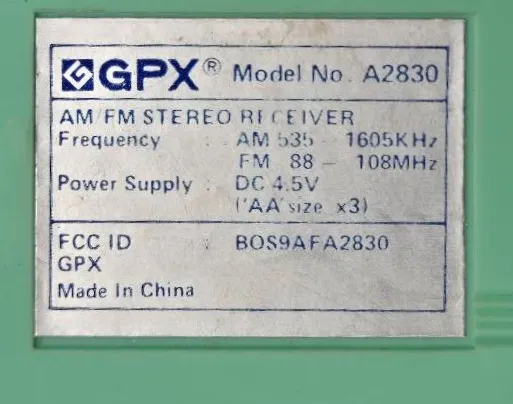 GPX® Model No. A2830
AM/FM STEREO RECEIVER
Frequency : AM 535 - 1605KHz
FM 88 - 108MHz
Power Supply : DC 4.5V
('AA' size x3)
FCC ID : BOS9AFA2830
GPX
Made In China